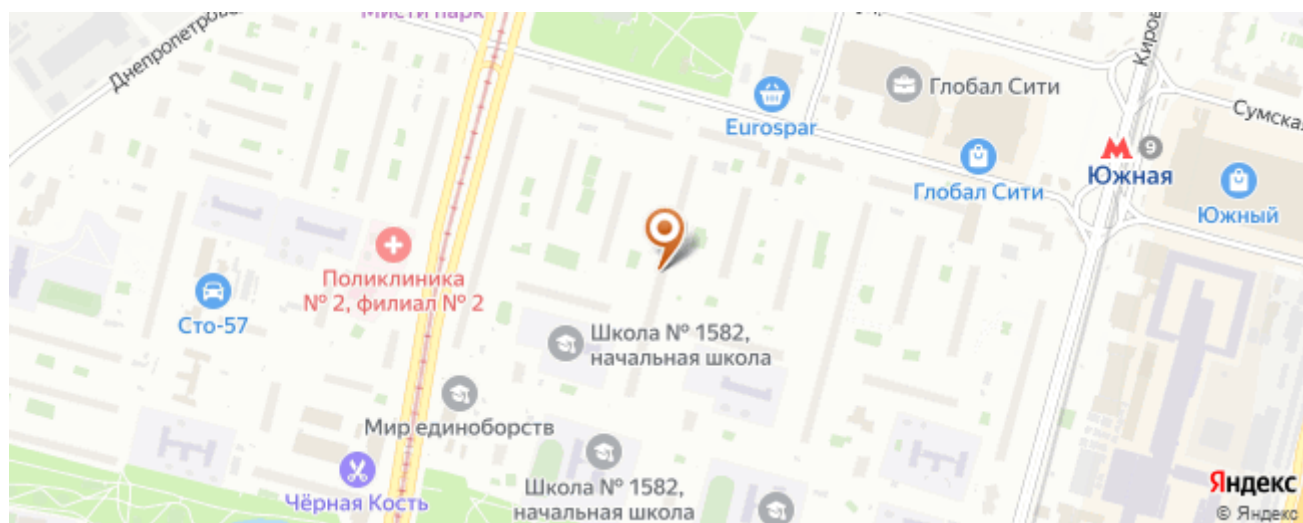 Мисти парк
Днепропетров
Киров
Глобал Сити
Сумская
Eurospar
9
Южная
Глобал Сити
Южный
Поликлиника
№ 2, филиал № 2
Сто-57
Школа № 1582,
начальная школа
Мир единоборств
Чёрная Кость
Школа № 1582,
начальная школа
Яндекс
© Яндекс